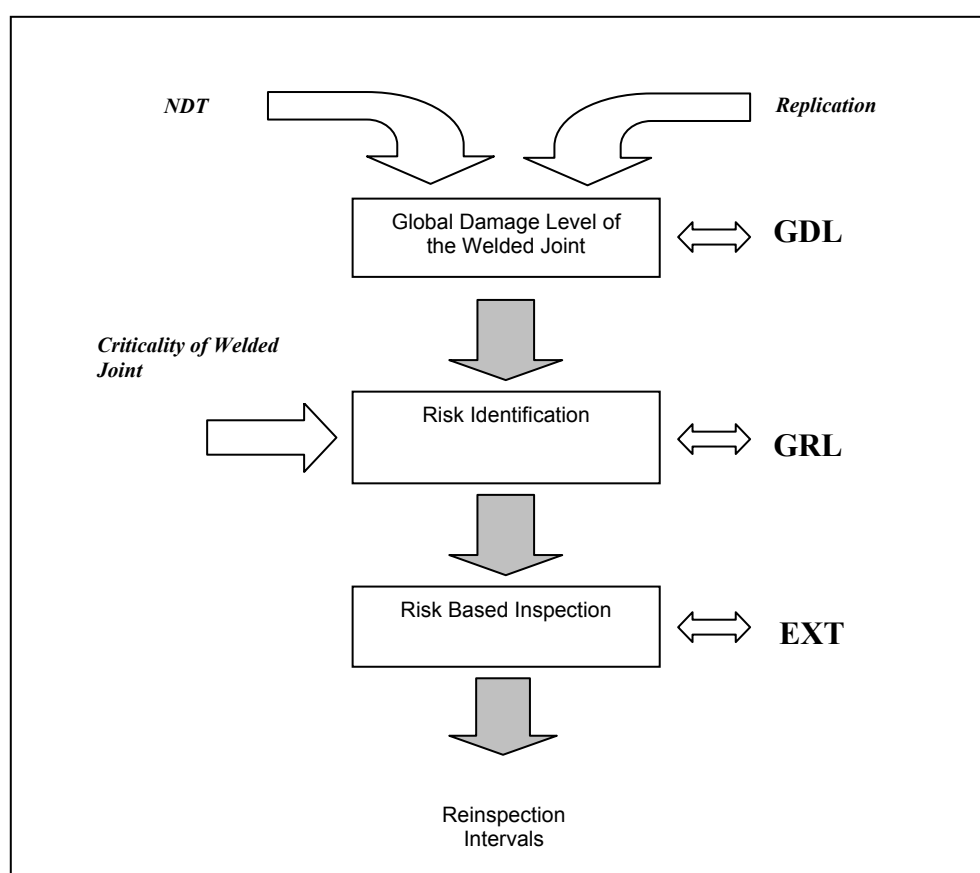 NDT
Replication
Global Damage Level of
the Welded Joint
GDL
Criticality of Welded
Joint
Risk Identification
GRL
Risk Based Inspection
EXT
Reinspection
Intervals